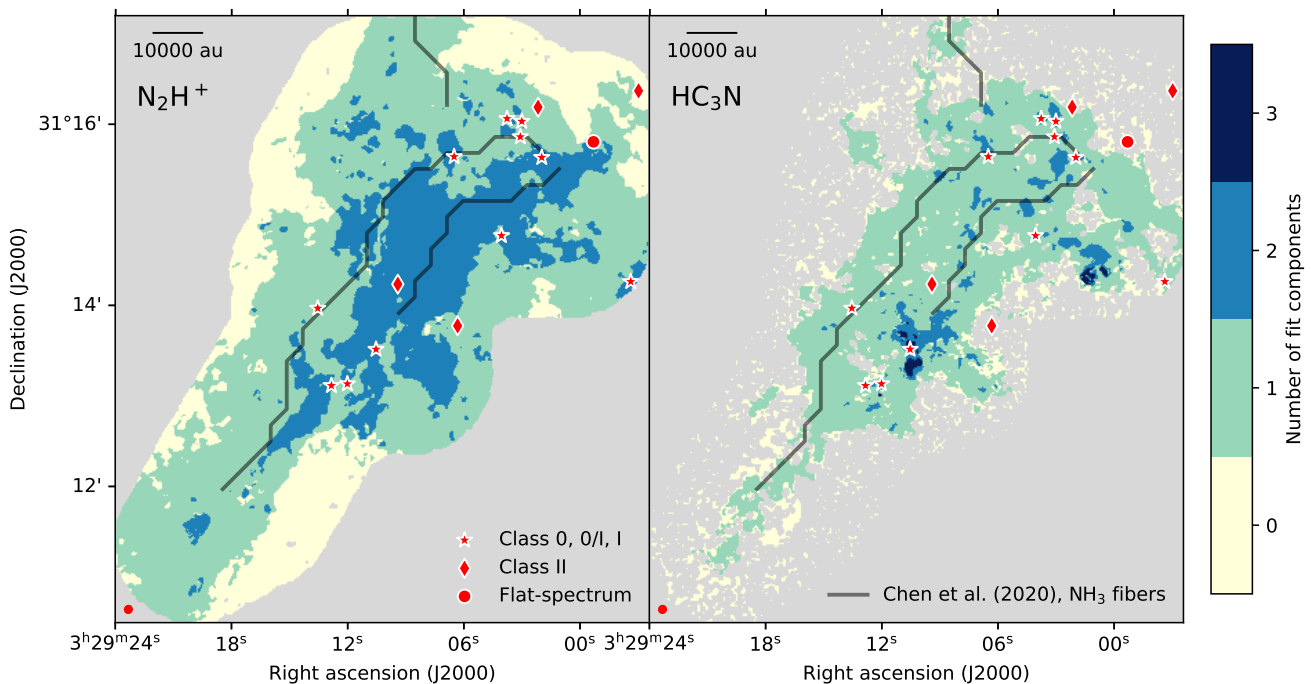 10000 au
N₂H⁺
31°16'
14'
12'
Declination (J2000)
Class 0, 0/I, I
Class II
Flat-spectrum
3ʰ29ᵐ24ˢ
18ˢ
12ˢ
06ˢ
00ˢ
Right ascension (J2000)
10000 au
HC₃N
Chen et al. (2020), NH₃ fibers
3ʰ29ᵐ24ˢ
18ˢ
12ˢ
06ˢ
00ˢ
Right ascension (J2000)
3
2
1
0
Number of fit components